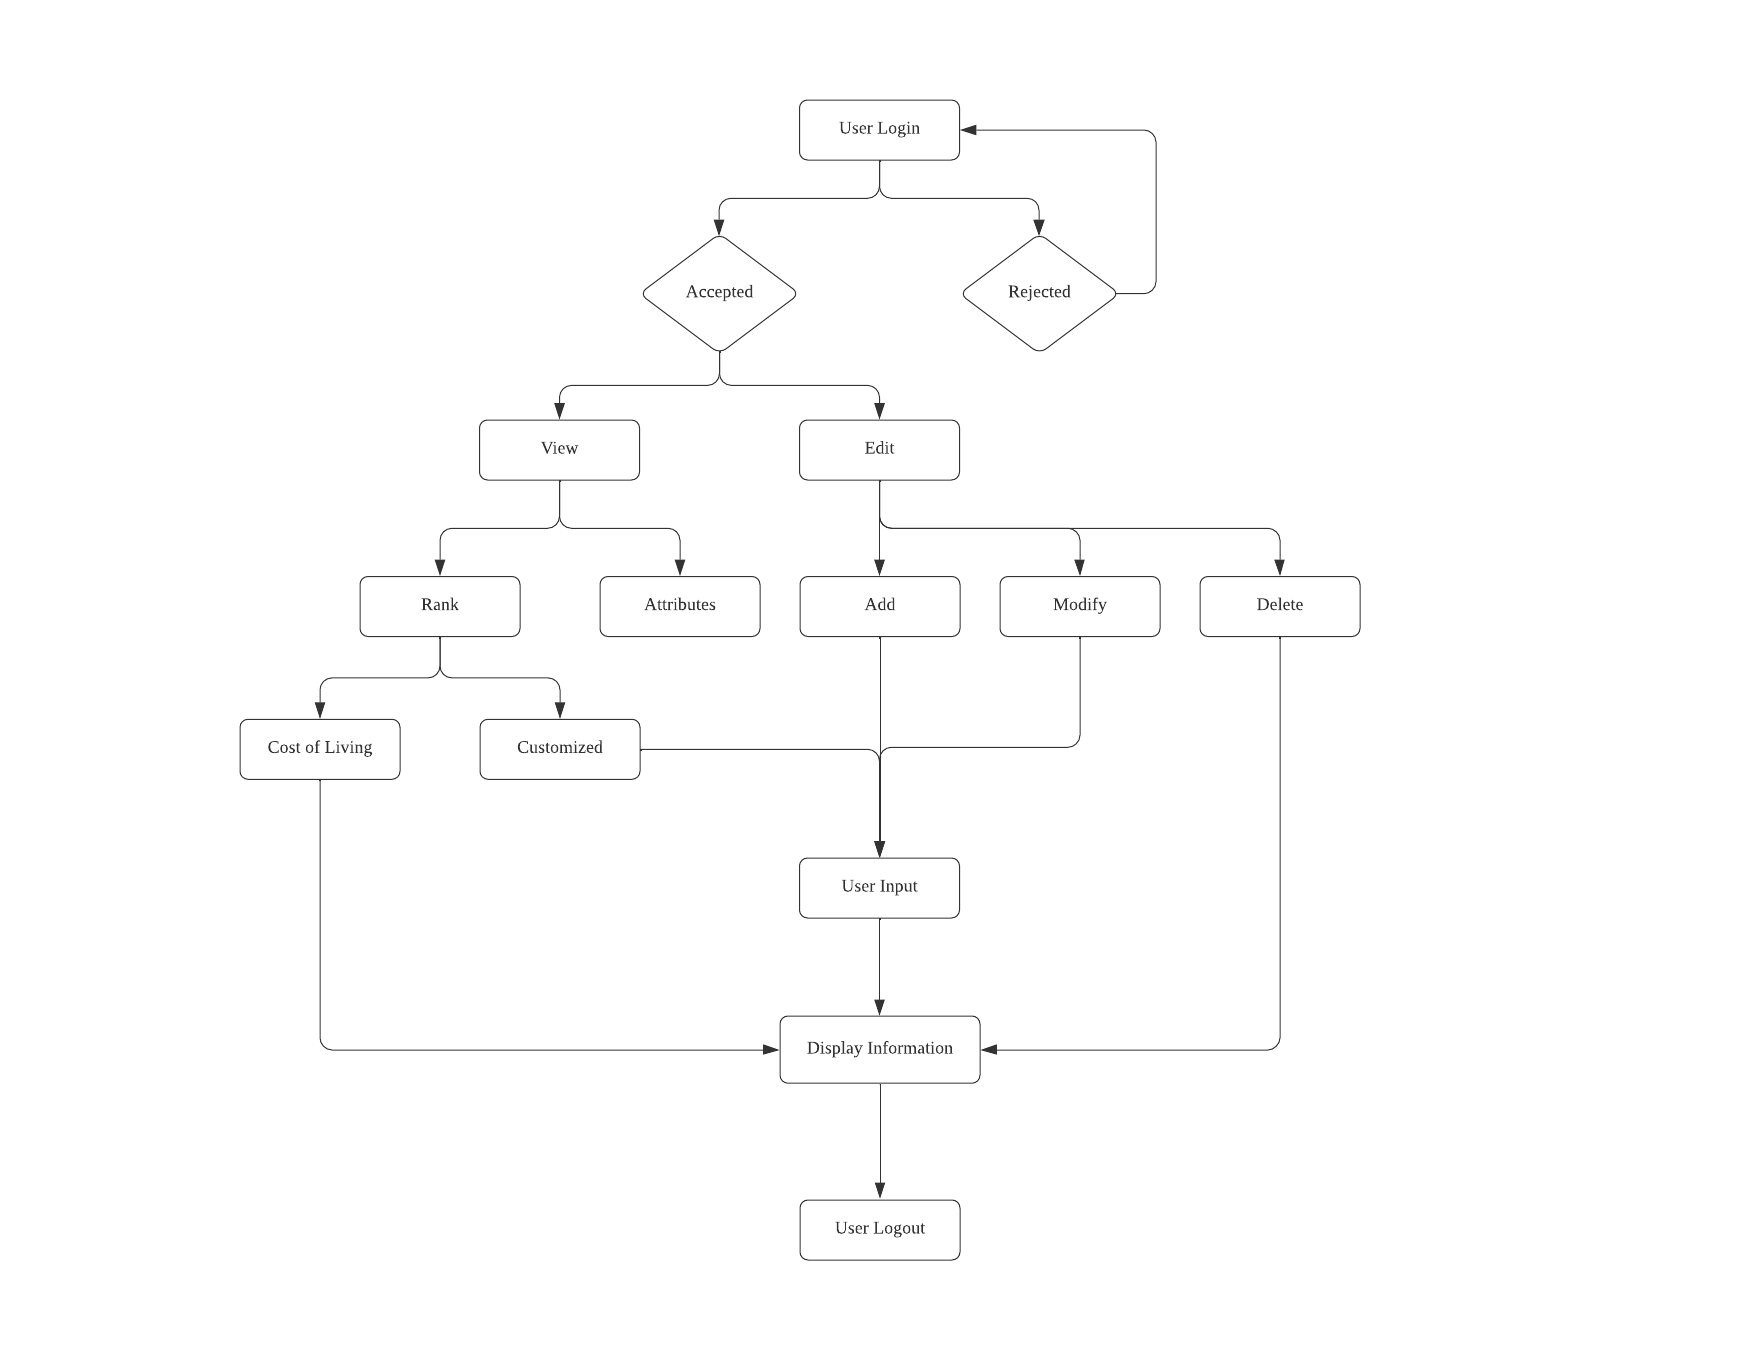 User Login
Accepted
Rejected
View
Edit
Rank
Attributes
Add
Modify
Delete
Cost of Living
Customized
User Input
Display Information
User Logout